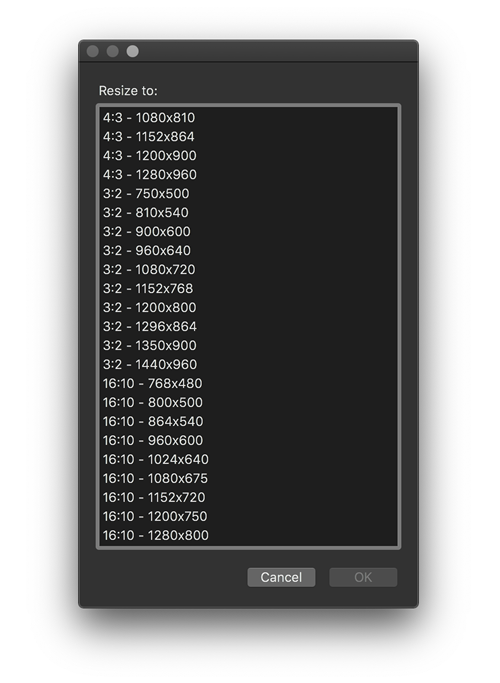 Resize to:
4:3 - 1080x810
4:3 - 1152x864
4:3 - 1200x900
4:3 - 1280x960
3:2 - 750x500
3:2 - 810x540
3:2 - 900x600
3:2 - 960x640
3:2 - 1080x720
3:2 - 1152x768
3:2 - 1200x800
3:2 - 1296x864
3:2 - 1350x900
3:2 - 1440x960
16:10 - 768x480
16:10 - 800x500
16:10 - 864x540
16:10 - 960x600
16:10 - 1024x640
16:10 - 1080x675
16:10 - 1152x720
16:10 - 1200x750
16:10 - 1280x800
Cancel OK